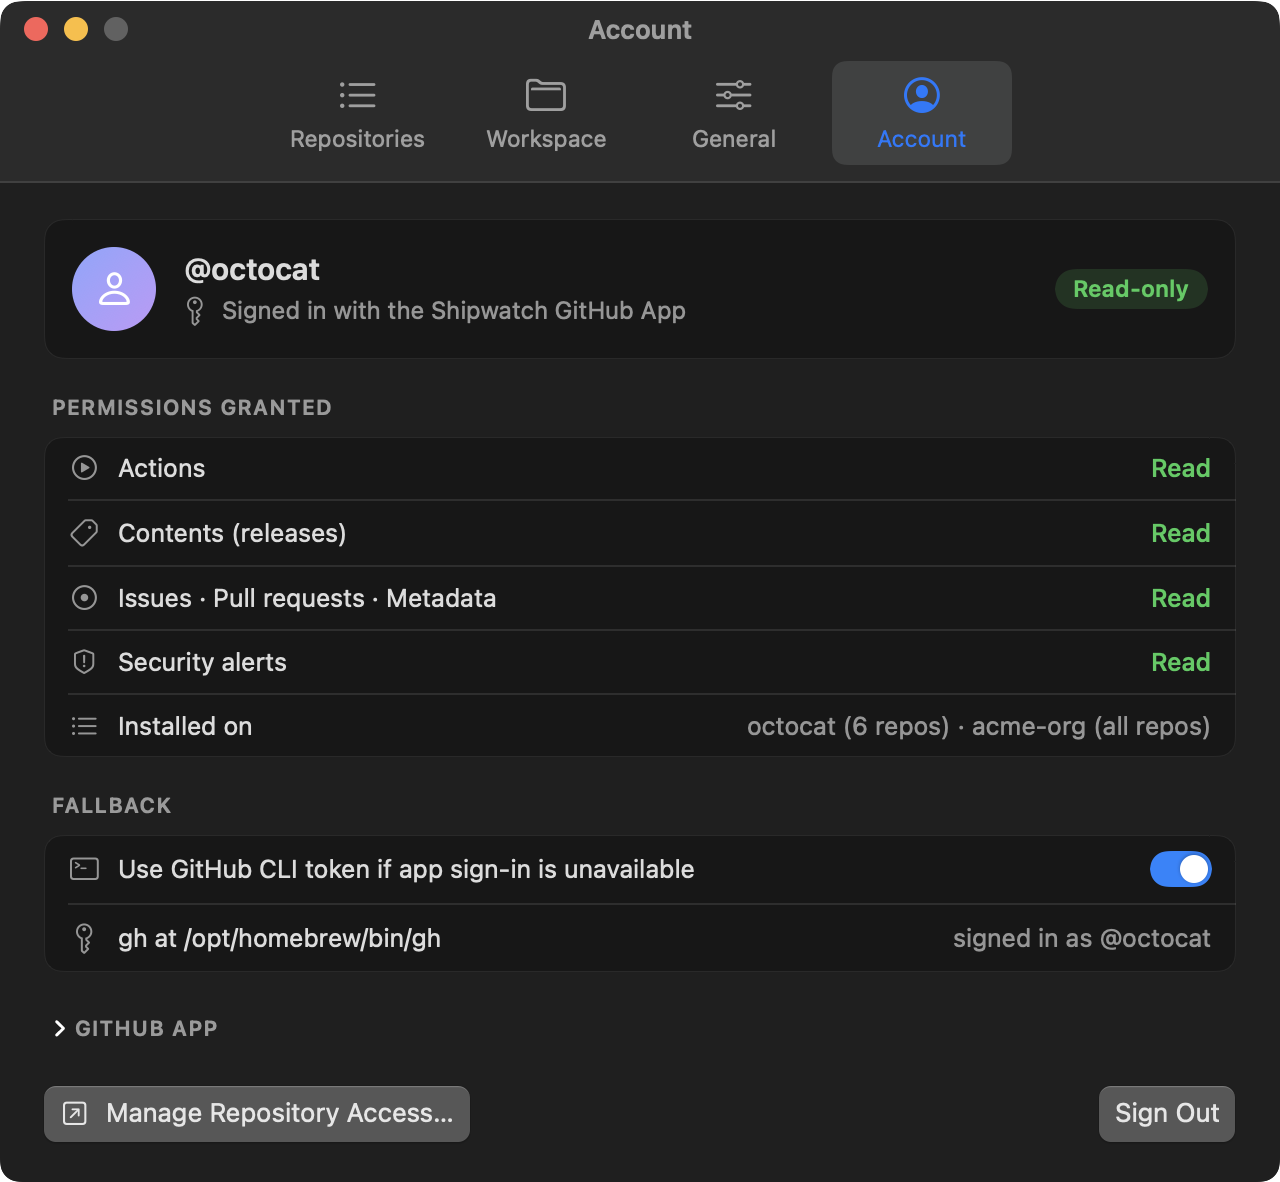 Account
Repositories
Workspace
General
Account
@octocat
Signed in with the Shipwatch GitHub App
Read-only
PERMISSIONS GRANTED
Actions Read
Contents (releases) Read
Issues · Pull requests · Metadata Read
Security alerts Read
Installed on octocat (6 repos) · acme-org (all repos)
FALLBACK
Use GitHub CLI token if app sign-in is unavailable
gh at /opt/homebrew/bin/gh signed in as @octocat
GITHUB APP
Manage Repository Access...
Sign Out